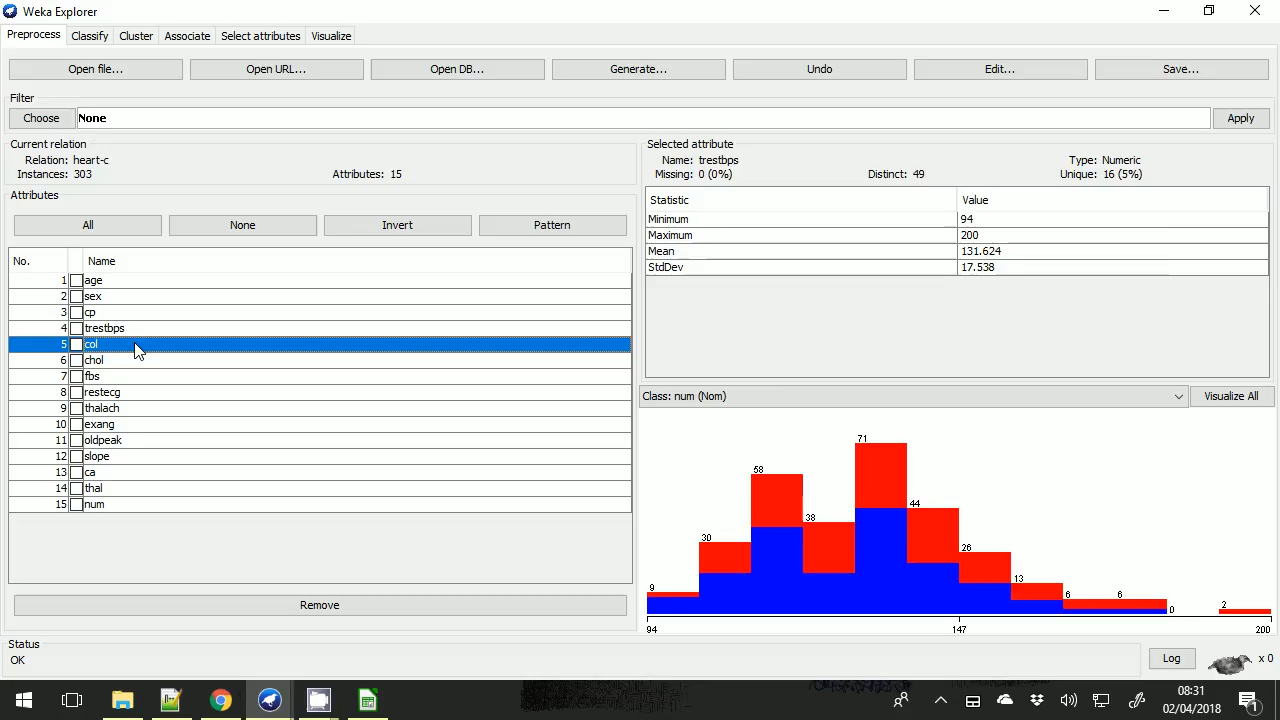 Weka Explorer
Preprocess Classify Cluster Associate Select attributes Visualize
Open file... Open URL... Open DB... Generate... Undo Edit... Save...
Filter
Choose None Apply
Current relation
Relation: heart-c
Instances: 303 Attributes: 15
Attributes
All None Invert Pattern
No. Name
1 age
2 sex
3 cp
4 trestbps
5 col
6 chol
7 fbs
8 restecg
9 thalach
10 exang
11 oldpeak
12 slope
13 ca
14 thal
15 num
Remove
Selected attribute
Name: trestbps Type: Numeric
Missing: 0 (0%) Distinct: 49 Unique: 16 (5%)
Statistic Value
Minimum 94
Maximum 200
Mean 131.624
StdDev 17.538
Class: num (Nom) Visualize All
9 30 58 38 71 44 26 13 6 6 0 2
94 147 200
Status
OK Log x 0
08:31
02/04/2018
1